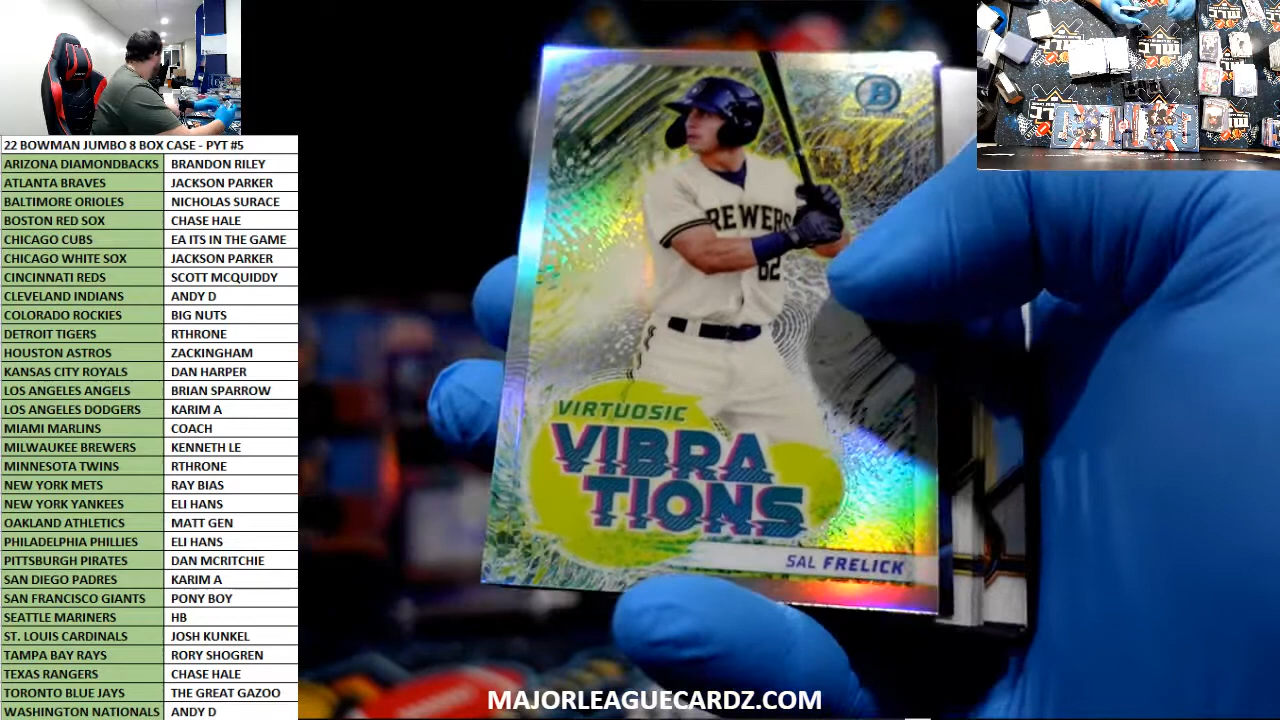 22 BOWMAN JUMBO 8 BOX CASE - PYT #5
ARIZONA DIAMONDBACKS BRANDON RILEY
ATLANTA BRAVES JACKSON PARKER
BALTIMORE ORIOLES NICHOLAS SURACE
BOSTON RED SOX CHASE HALE
CHICAGO CUBS EA ITS IN THE GAME
CHICAGO WHITE SOX JACKSON PARKER
CINCINNATI REDS SCOTT MCQUIDDY
CLEVELAND INDIANS ANDY D
COLORADO ROCKIES BIG NUTS
DETROIT TIGERS RTHRONE
HOUSTON ASTROS ZACKINGHAM
KANSAS CITY ROYALS DAN HARPER
LOS ANGELES ANGELS BRIAN SPARROW
LOS ANGELES DODGERS KARIM A
MIAMI MARLINS COACH
MILWAUKEE BREWERS KENNETH LE
MINNESOTA TWINS RTHRONE
NEW YORK METS RAY BIAS
NEW YORK YANKEES ELI HANS
OAKLAND ATHLETICS MATT GEN
PHILADELPHIA PHILLIES ELI HANS
PITTSBURGH PIRATES DAN MCRITCHIE
SAN DIEGO PADRES KARIM A
SAN FRANCISCO GIANTS PONY BOY
SEATTLE MARINERS HB
ST. LOUIS CARDINALS JOSH KUNKEL
TAMPA BAY RAYS RORY SHOGREN
TEXAS RANGERS CHASE HALE
TORONTO BLUE JAYS THE GREAT GAZOO
WASHINGTON NATIONALS ANDY D
B
REWERS
62
VIRTUOSIC
VIBRA
TIONS
SAL FRELICK
MAJORLEAGUECARDZ.COM